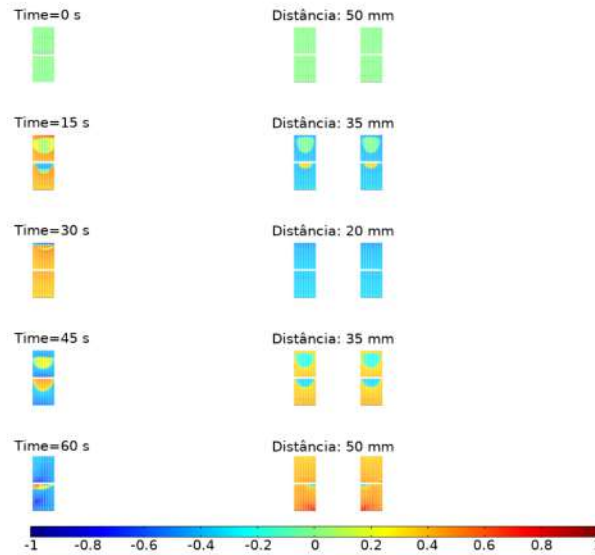 Time=0 s Distância: 50 mm
Time=15 s Distância: 35 mm
Time=30 s Distância: 20 mm
Time=45 s Distância: 35 mm
Time=60 s Distância: 50 mm
-1 -0.8 -0.6 -0.4 -0.2 0 0.2 0.4 0.6 0.8